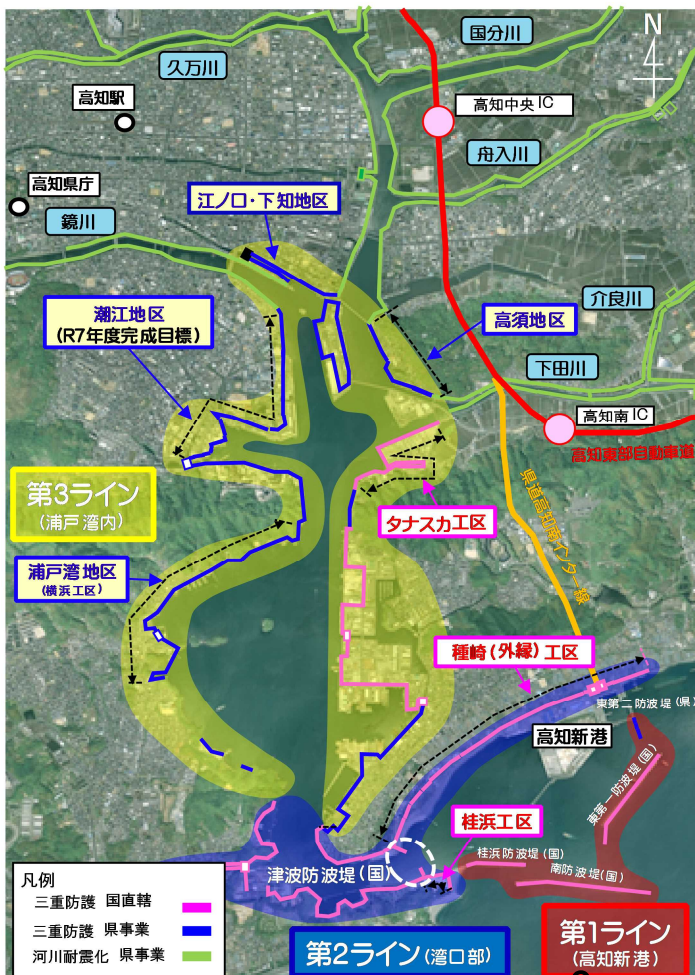 国分川
久万川
N
高知駅
高知中央IC
舟入川
高知県庁
江ノ口・下知地区
鏡川
介良川
潮江地区
(R7年度完成目標)
高須地区
下田川
高知南IC
高知東部自動車道
第3ライン
(浦戸湾内)
県道高知南インター線
タナスカ工区
浦戸湾地区
(横浜工区)
種崎(外縁)工区
東第二防波堤(県)
高知新港
東第一防波堤(国)
桂浜工区
桂浜防波堤(国)
津波防波堤(国)
南防波堤(国)
凡例
三重防護 国直轄
三重防護 県事業
河川耐震化 県事業
第2ライン(湾口部)
第1ライン
(高知新港)